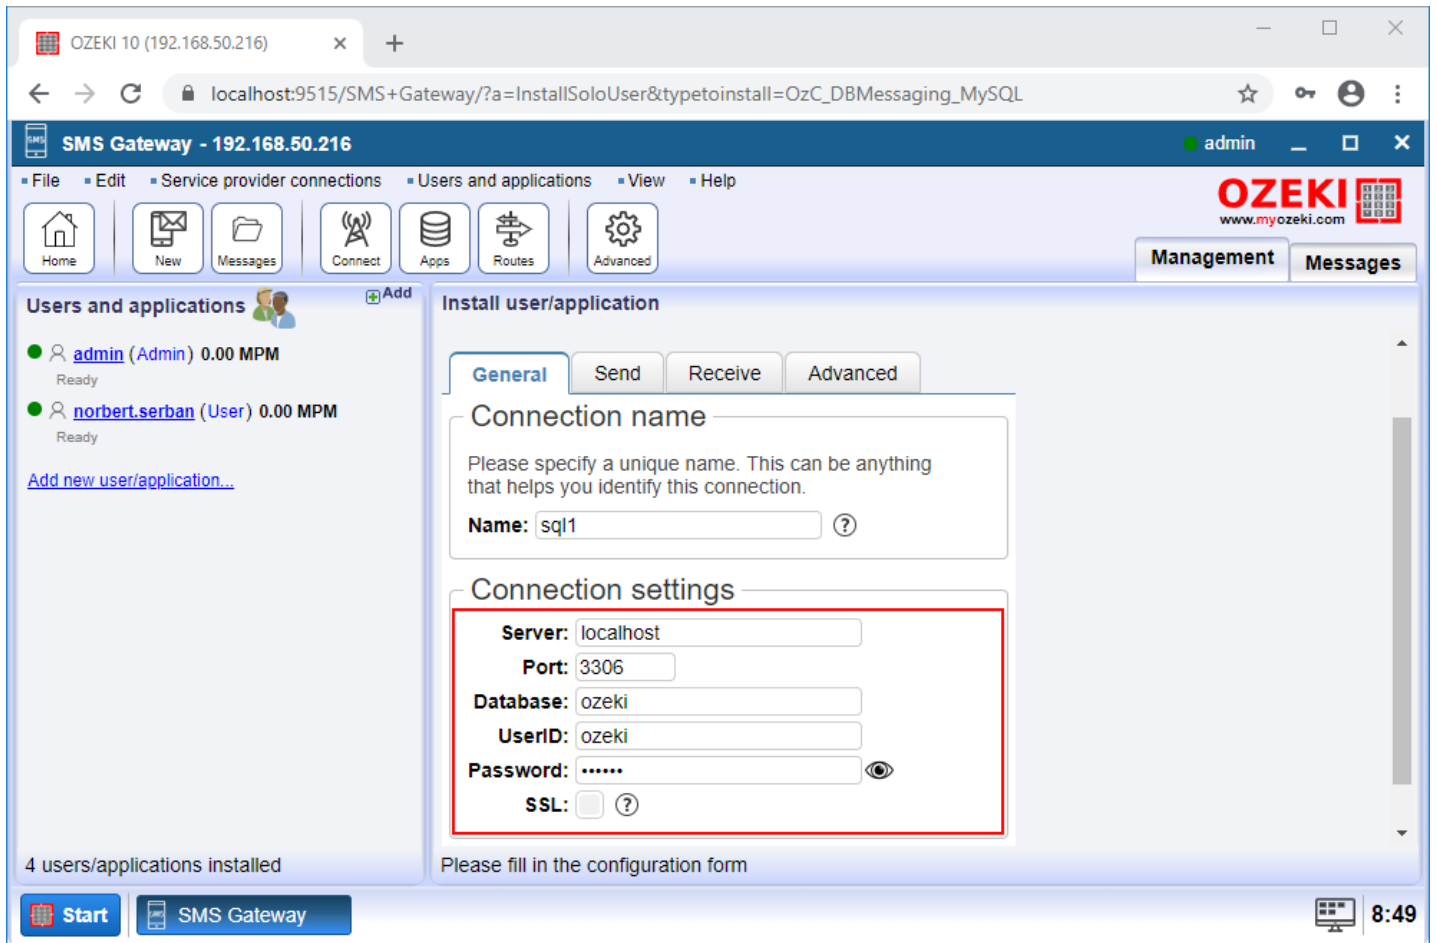 OZEKI 10 (192.168.50.216)
localhost:9515/SMS+Gateway/?a=InstallSoloUser&typetoinstall=OzC_DBMessaging_MySQL
SMS
SMS Gateway - 192.168.50.216
admin
File Edit Service provider connections Users and applications View Help
OZEKI
www.myozeki.com
Home New Messages Connect Apps Routes Advanced
Management Messages
Users and applications
Add
Install user/application
admin (Admin) 0.00 MPM
Ready
norbert.serban (User) 0.00 MPM
Ready
Add new user/application...
General Send Receive Advanced
Connection name
Please specify a unique name. This can be anything
that helps you identify this connection.
Name: sql1 ?
Connection settings
Server: localhost
Port: 3306
Database: ozeki
UserID: ozeki
Password: ••••••
SSL: ?
4 users/applications installed
Please fill in the configuration form
Start SMS Gateway 8:49